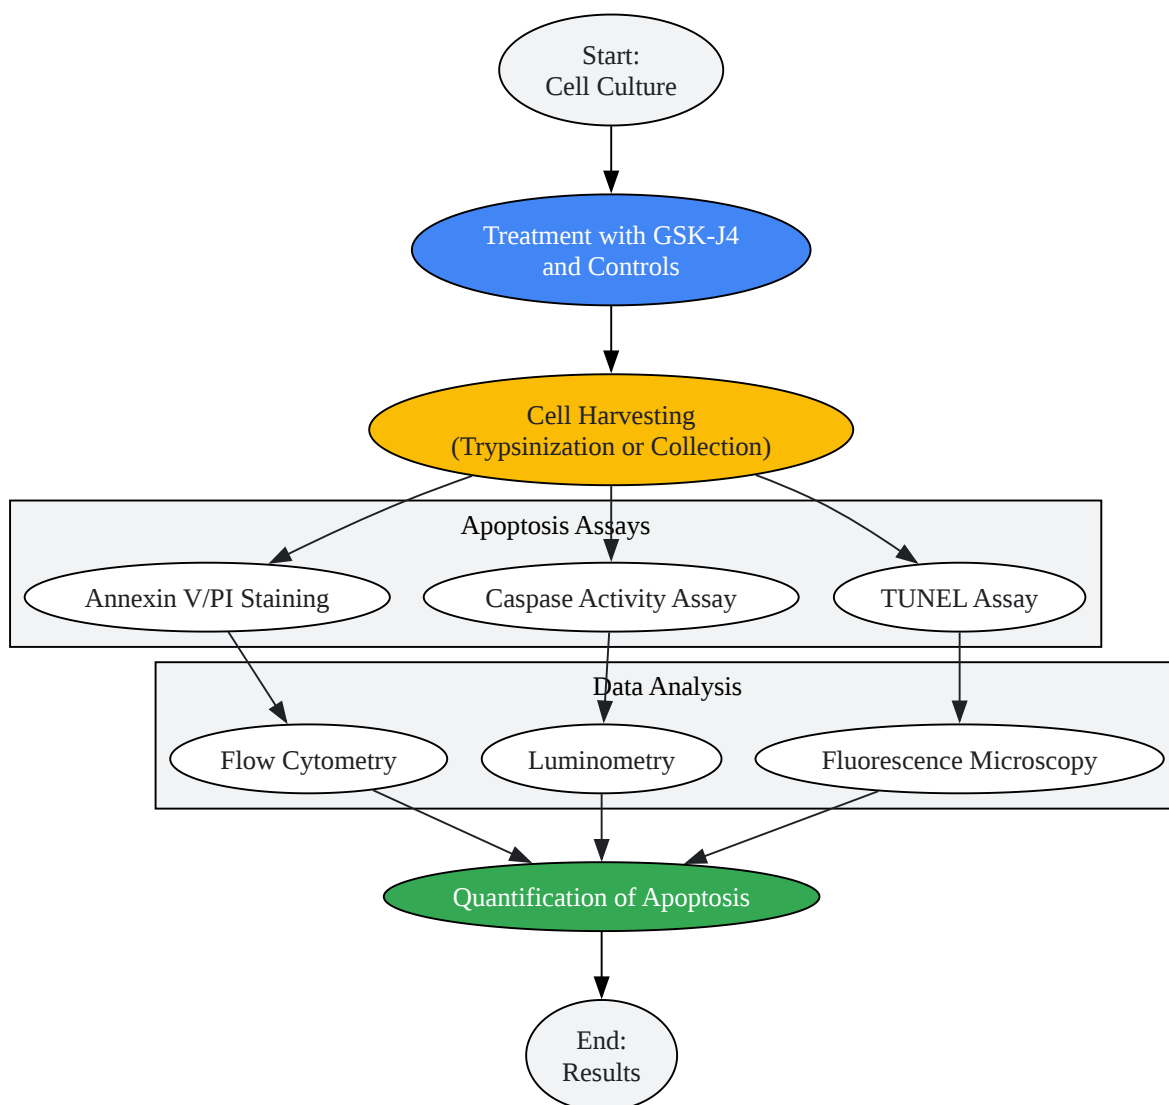 Start:
Cell Culture
Treatment with GSK-J4
and Controls
Cell Harvesting
(Trypsinization or Collection)
Apoptosis Assays
Annexin V/PI Staining
Caspase Activity Assay
TUNEL Assay
Data Analysis
Flow Cytometry
Luminometry
Fluorescence Microscopy
Quantification of Apoptosis
End:
Results